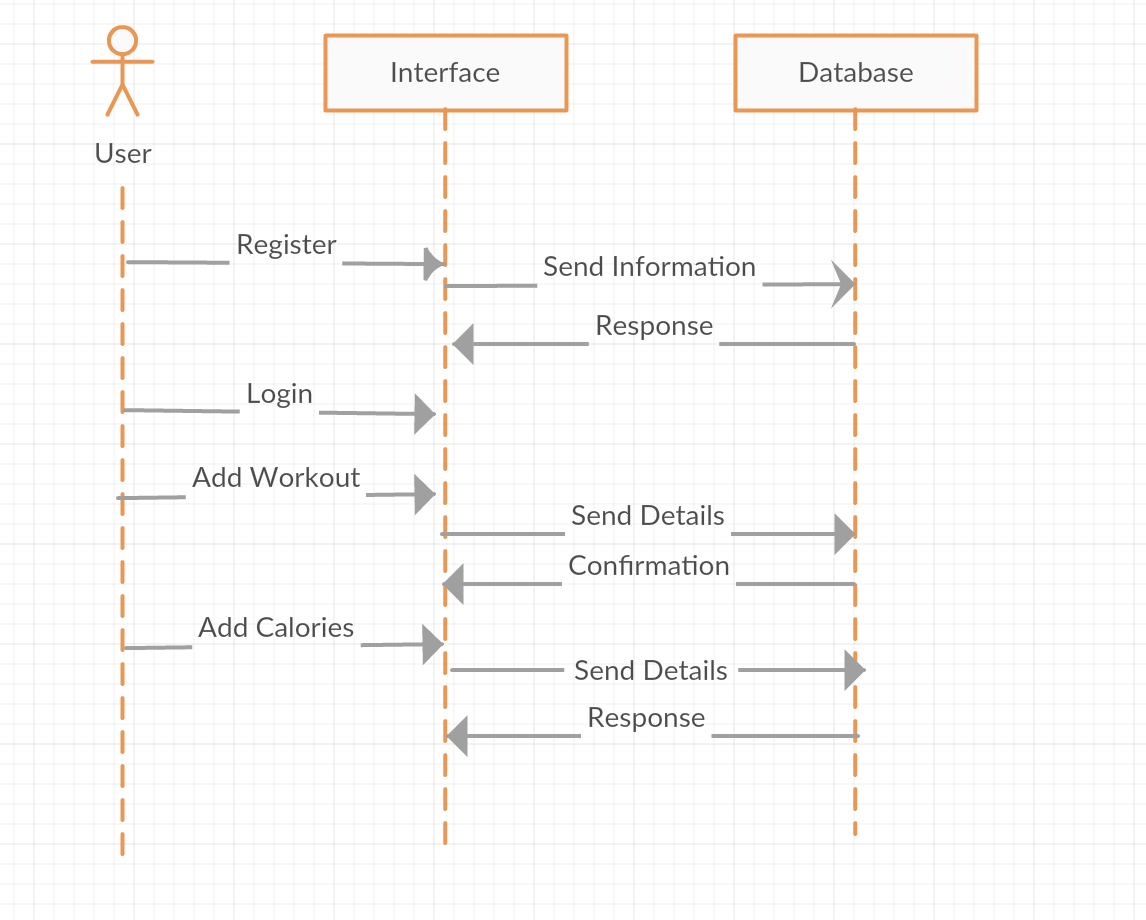 Interface
Database
User
Register
Send Information
Response
Login
Add Workout
Send Details
Confirmation
Add Calories
Send Details
Response